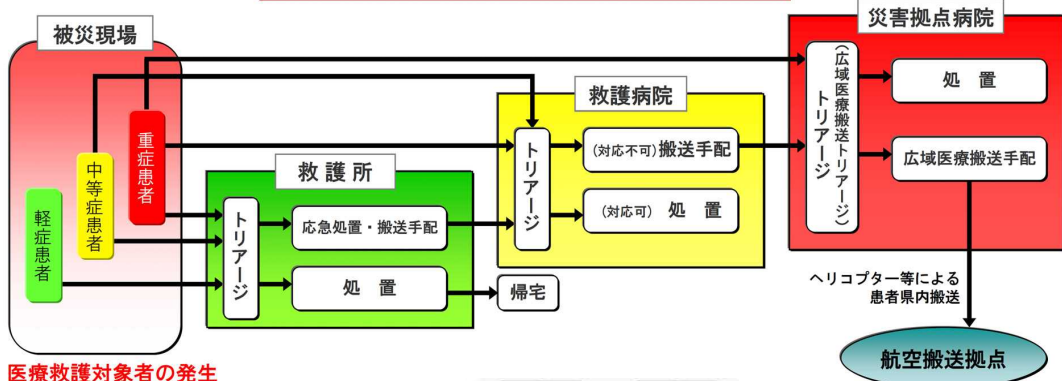 災害拠点病院
被災現場
救護病院
救護所
重症患者
中等症患者
軽症患者
トリアージ
応急処置・搬送手配
処置
帰宅
トリアージ
(対応不可)搬送手配
(対応可) 処置
トリアージ
(広域医療搬送トリアージ)
処置
広域医療搬送手配
ヘリコプター等による
患者県内搬送
航空搬送拠点
医療救護対象者の発生